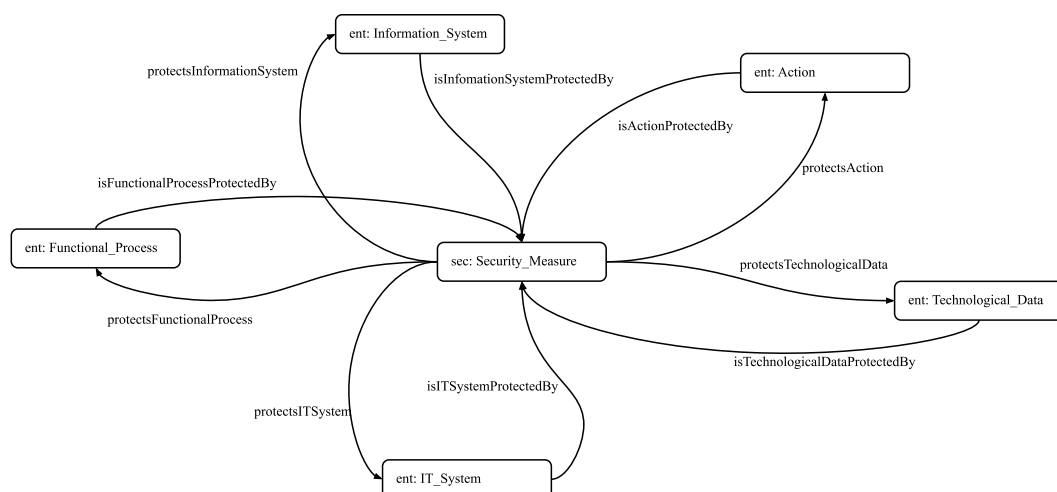 ent: Information_System
protectsInformationSystem
isInfomationSystemProtectedBy
ent: Action
isActionProtectedBy
protectsAction
isFunctionalProcessProtectedBy
ent: Functional_Process
sec: Security_Measure
protectsTechnologicalData
ent: Technological_Data
protectsFunctionalProcess
isTechnologicalDataProtectedBy
isITSystemProtectedBy
protectsITSystem
ent: IT_System